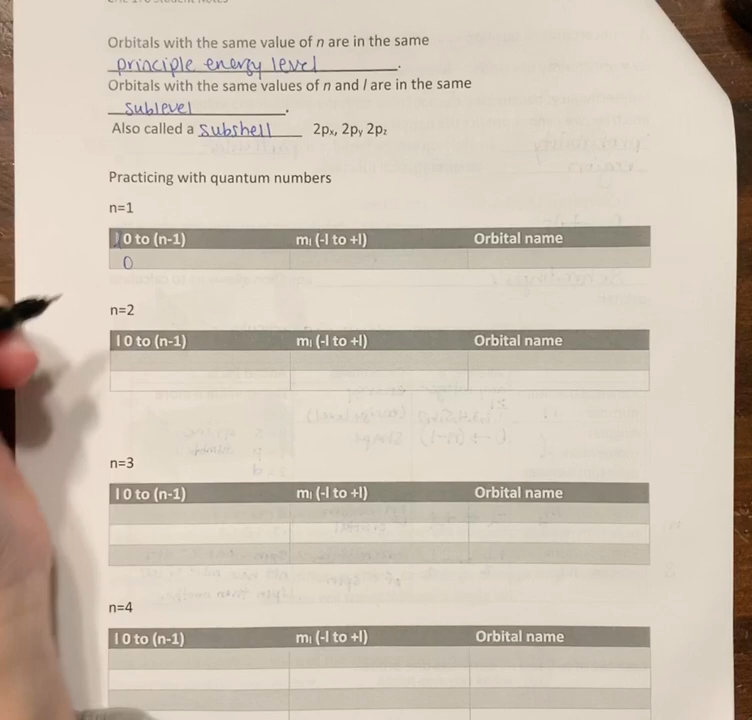 Orbitals with the same value of n are in the same
principle energy level.
Orbitals with the same values of n and l are in the same
sublevel.
Also called a subshell 2pₓ, 2pᵧ 2p_z
Practicing with quantum numbers
n=1
l 0 to (n-1) mₗ (-l to +l) Orbital name
0
n=2
l 0 to (n-1) mₗ (-l to +l) Orbital name
n=3
l 0 to (n-1) mₗ (-l to +l) Orbital name
n=4
l 0 to (n-1) mₗ (-l to +l) Orbital name